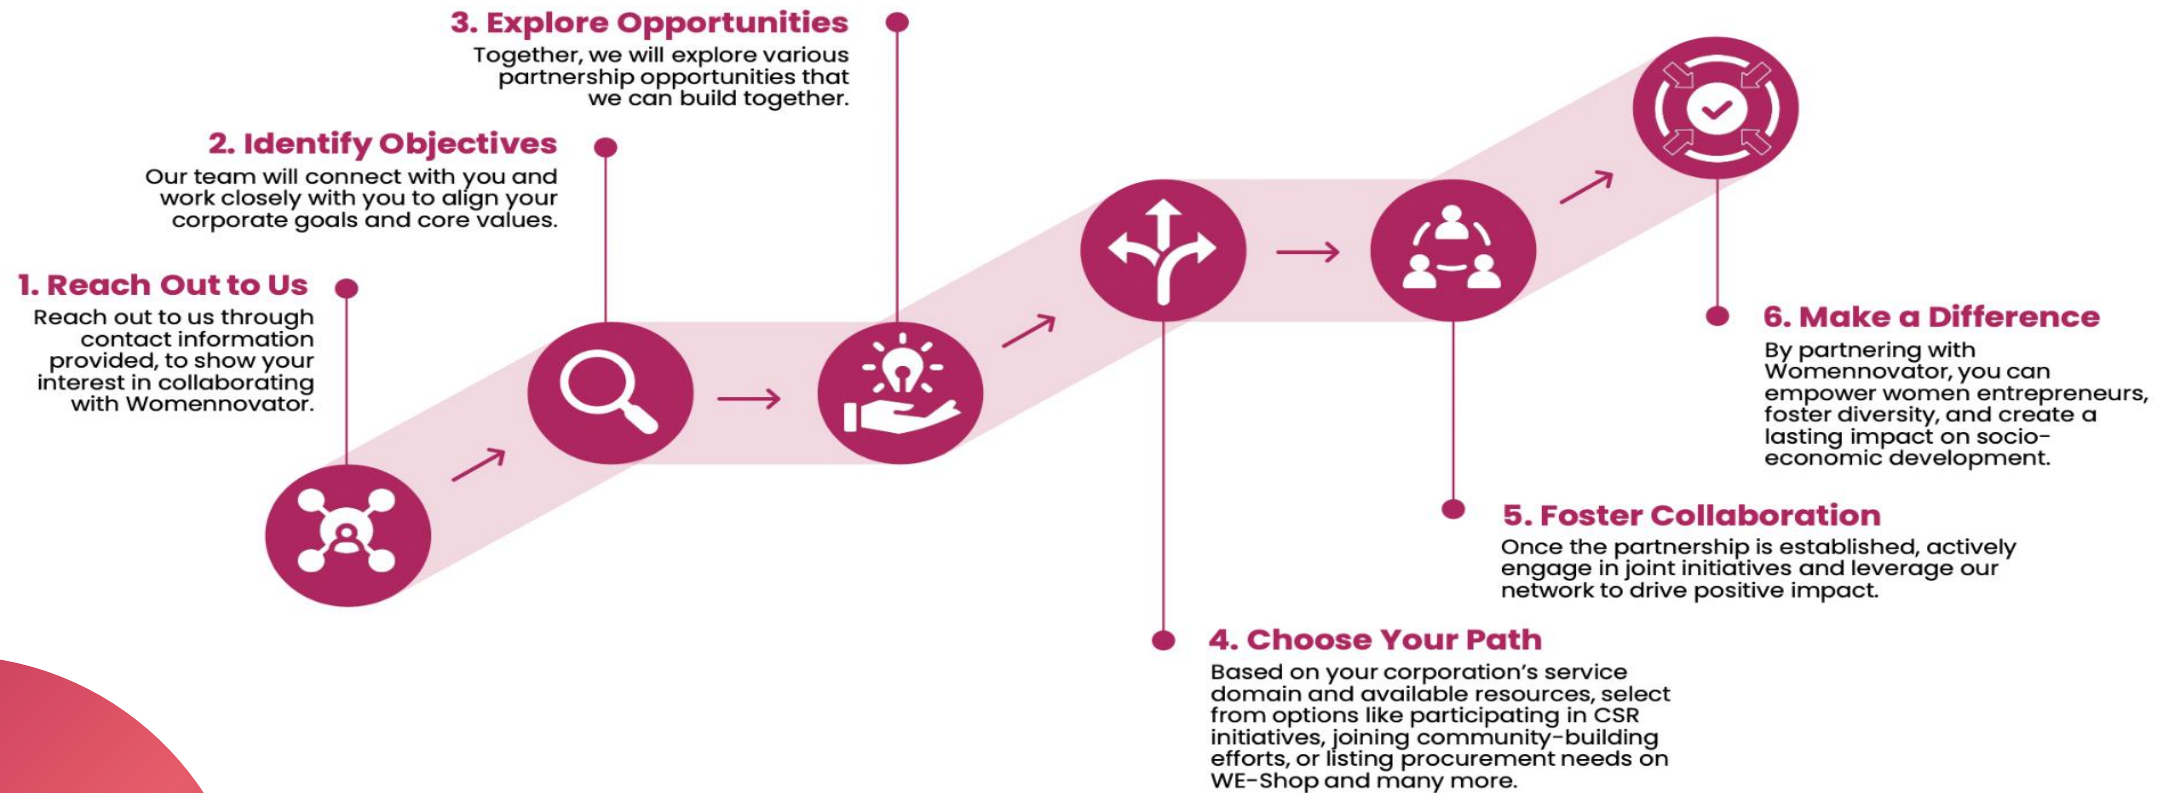 1. Reach Out to Us
Reach out to us through
contact information
provided, to show your
interest in collaborating
with Womennovator.
2. Identify Objectives
Our team will connect with you and
work closely with you to align your
corporate goals and core values.
3. Explore Opportunities
Together, we will explore various
partnership opportunities that
we can build together.
4. Choose Your Path
Based on your corporation's service
domain and available resources, select
from options like participating in CSR
initiatives, joining community-building
efforts, or listing procurement needs on
WE-Shop and many more.
5. Foster Collaboration
Once the partnership is established, actively
engage in joint initiatives and leverage our
network to drive positive impact.
6. Make a Difference
By partnering with
Womennovator, you can
empower women entrepreneurs,
foster diversity, and create a
lasting impact on socio-
economic development.